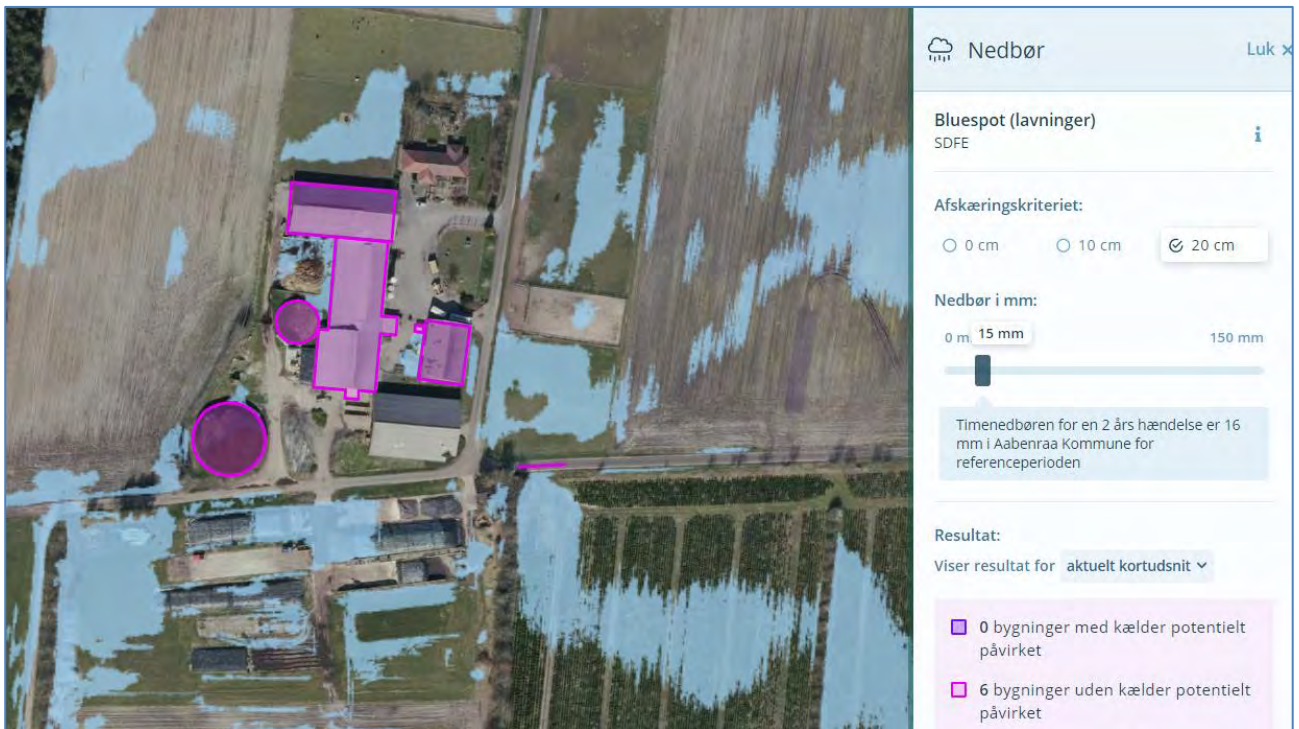 Nedbør
Luk ×
Bluespot (lavninger)
SDFE
i
Afskæringskriteriet:
0 cm
10 cm
20 cm
Nedbør i mm:
0 m
15 mm
150 mm
Timenedbøren for en 2 års hændelse er 16
mm i Aabenraa Kommune for
referenceperioden
Resultat:
Viser resultat for aktuelt kortudsnit
0 bygninger med kælder potentielt
påvirket
6 bygninger uden kælder potentielt
påvirket